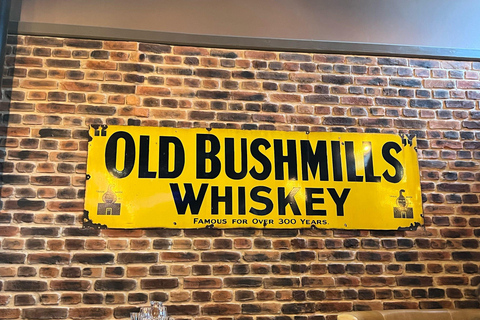 "OLD BUSHMILLS"
WHISKEY
FAMOUS FOR OVER 300 YEARS.